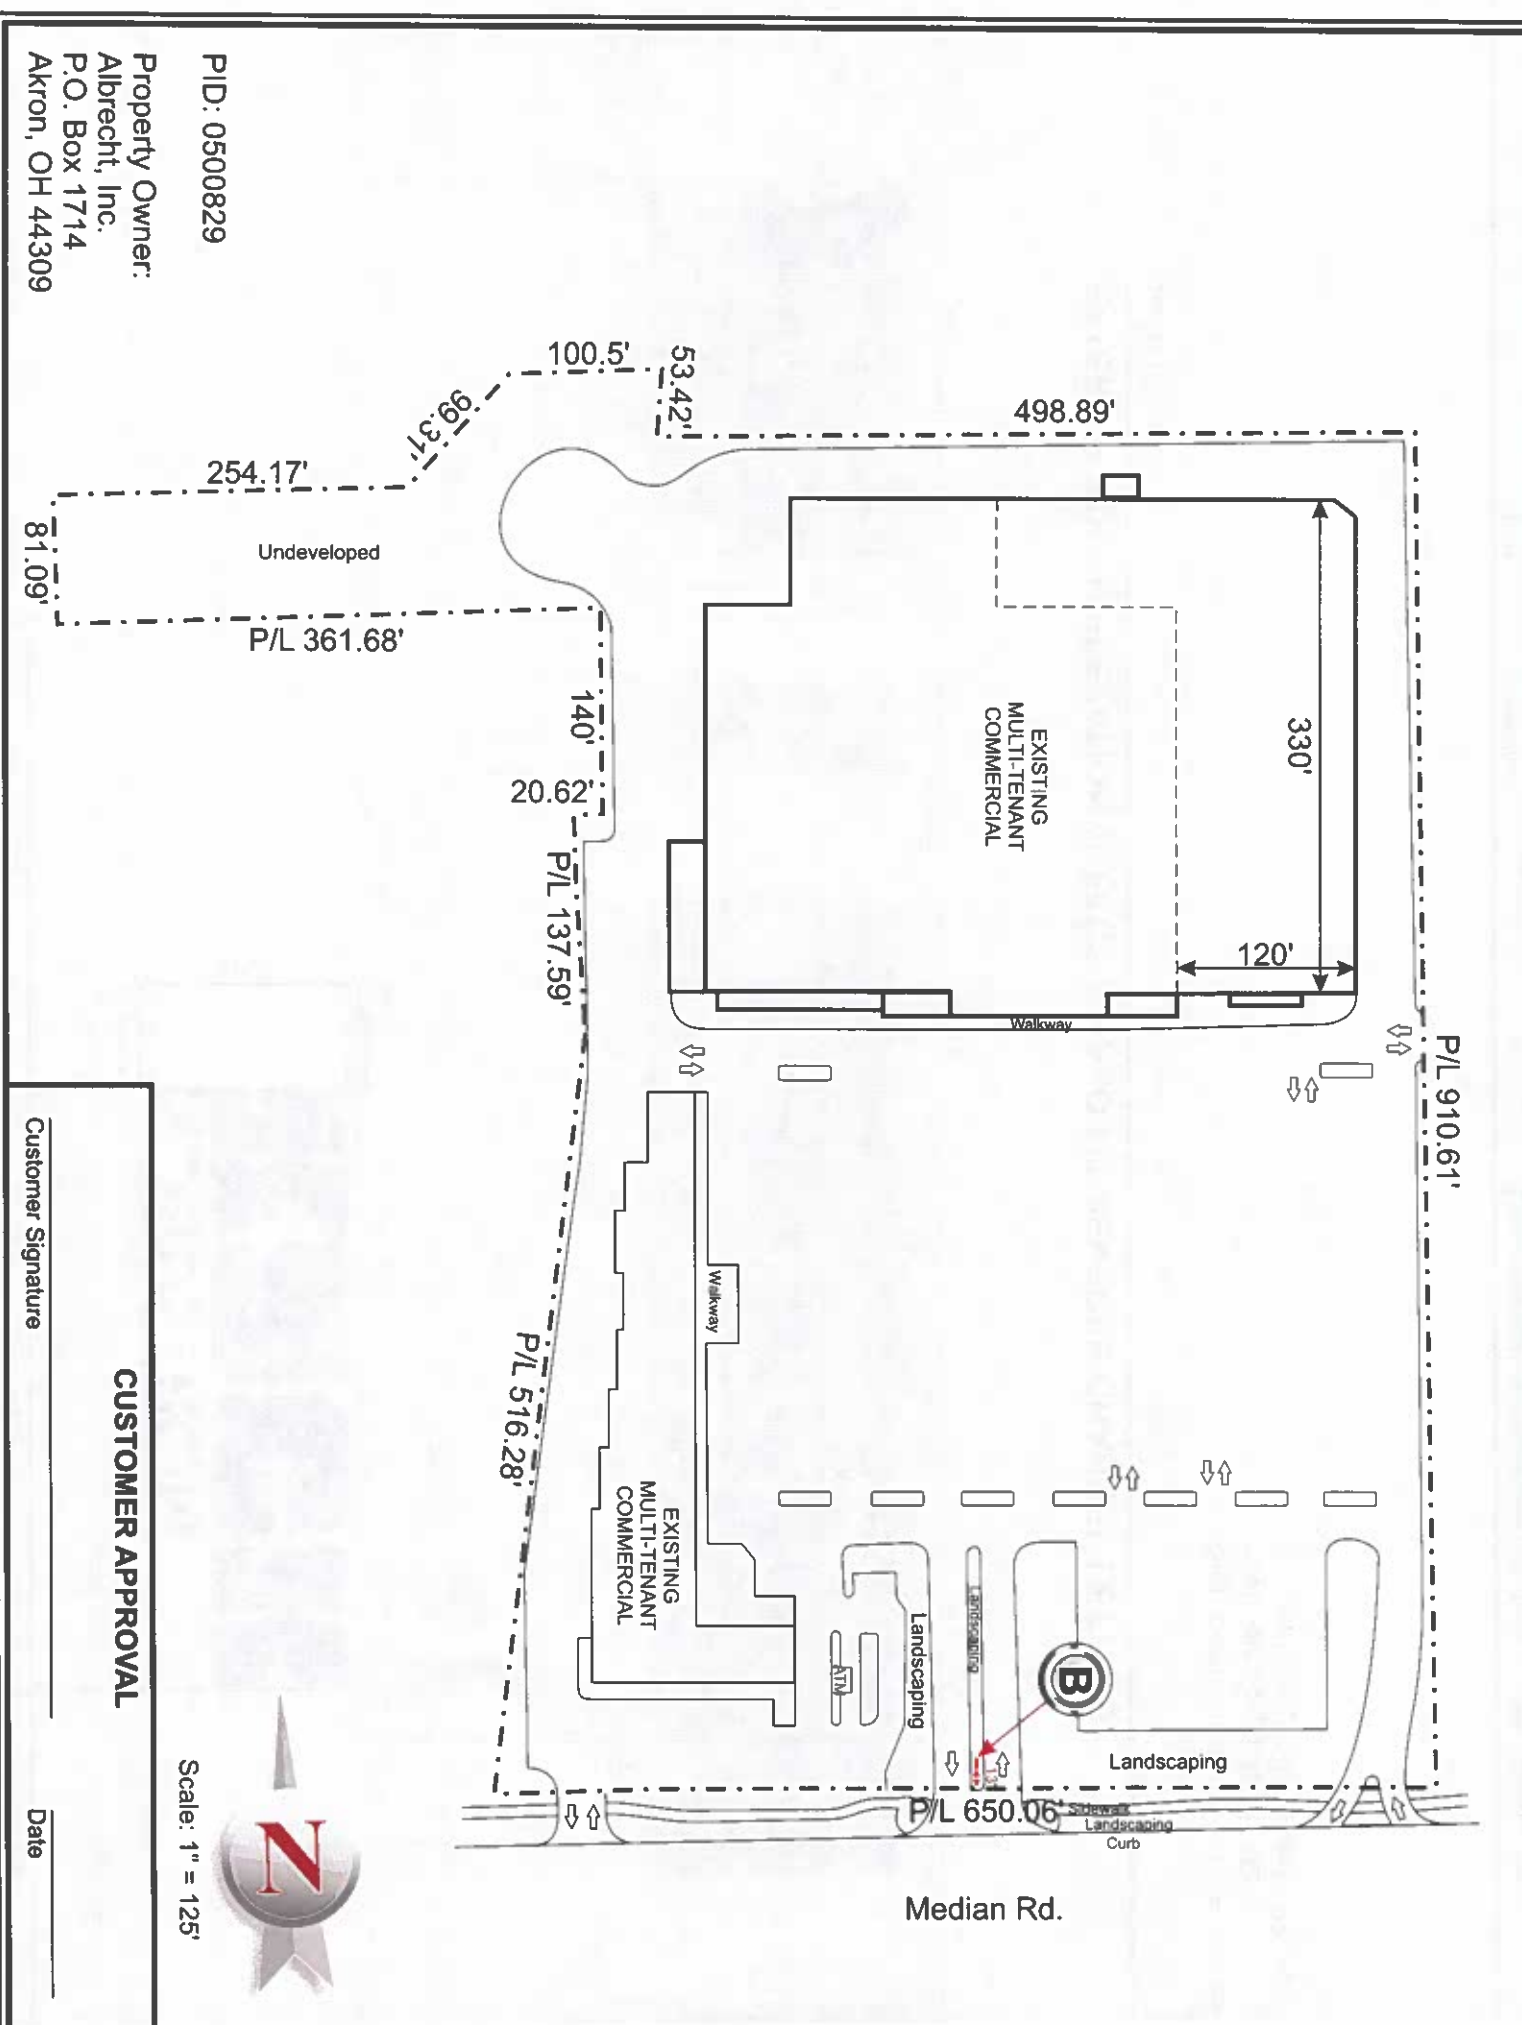 PID: 0500829
Property Owner:
Albrecht, Inc.
P.O. Box 1714
Akron, OH 44309
100.5'
53.42'
498.89'
99.31'
254.17'
81.09'
Undeveloped
P/L 361.68'
140'
20.62'
P/L 137.59'
EXISTING
MULTI-TENANT
COMMERCIAL
330'
120'
Walkway
P/L 910.61'
Walkway
P/L 516.28'
EXISTING
MULTI-TENANT
COMMERCIAL
ATM
Landscaping
Landscaping
B
Landscaping
P/L 650.06'
Sidewalk
Landscaping
Curb
Median Rd.
N
Scale: 1" = 125'
CUSTOMER APPROVAL
Customer Signature
Date